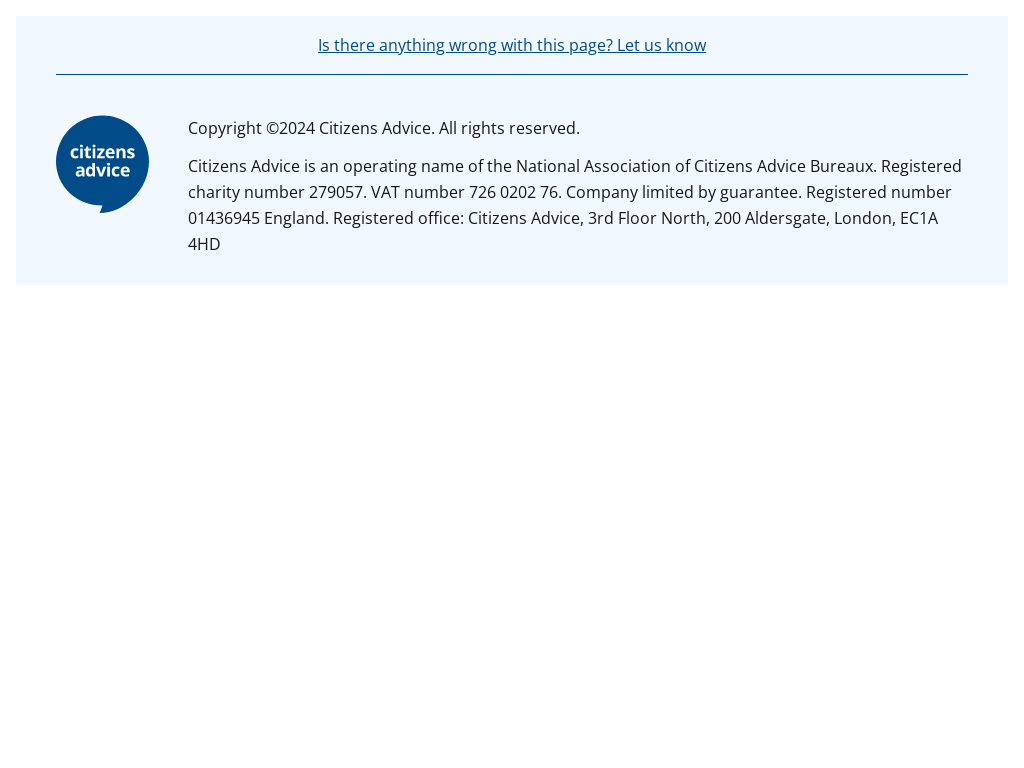 Is there anything wrong with this page? Let us know
citizens
advice
Copyright ©2024 Citizens Advice. All rights reserved.
Citizens Advice is an operating name of the National Association of Citizens Advice Bureaux. Registered
charity number 279057. VAT number 726 0202 76. Company limited by guarantee. Registered number
01436945 England. Registered office: Citizens Advice, 3rd Floor North, 200 Aldersgate, London, EC1A
4HD